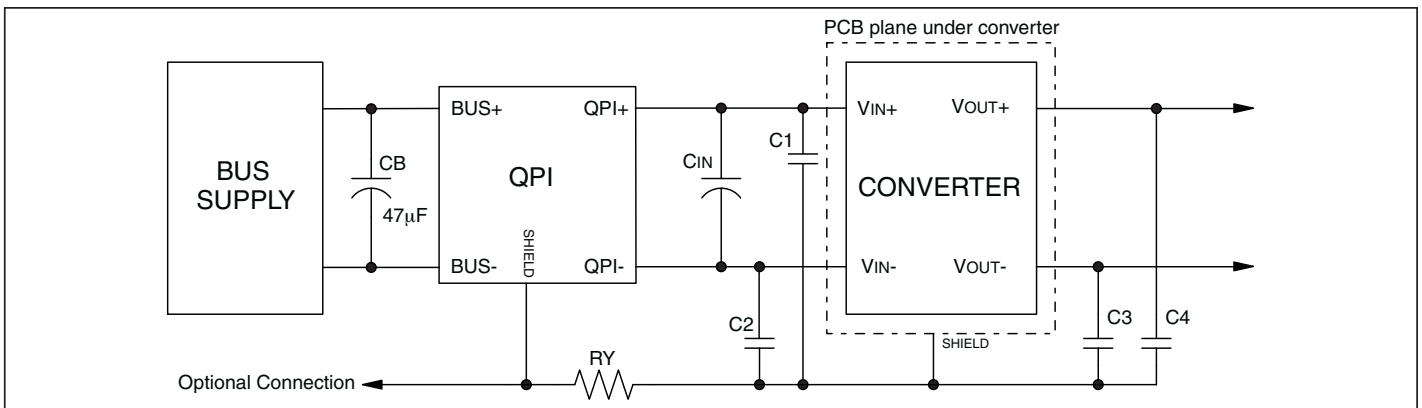 PCB plane under converter
BUS
SUPPLY
CB
47μF
BUS+
QPI+
QPI
SHIELD
BUS-
QPI-
CIN
C1
VIN+
VOUT+
CONVERTER
VIN-
VOUT-
C2
C3
C4
SHIELD
RY
Optional Connection